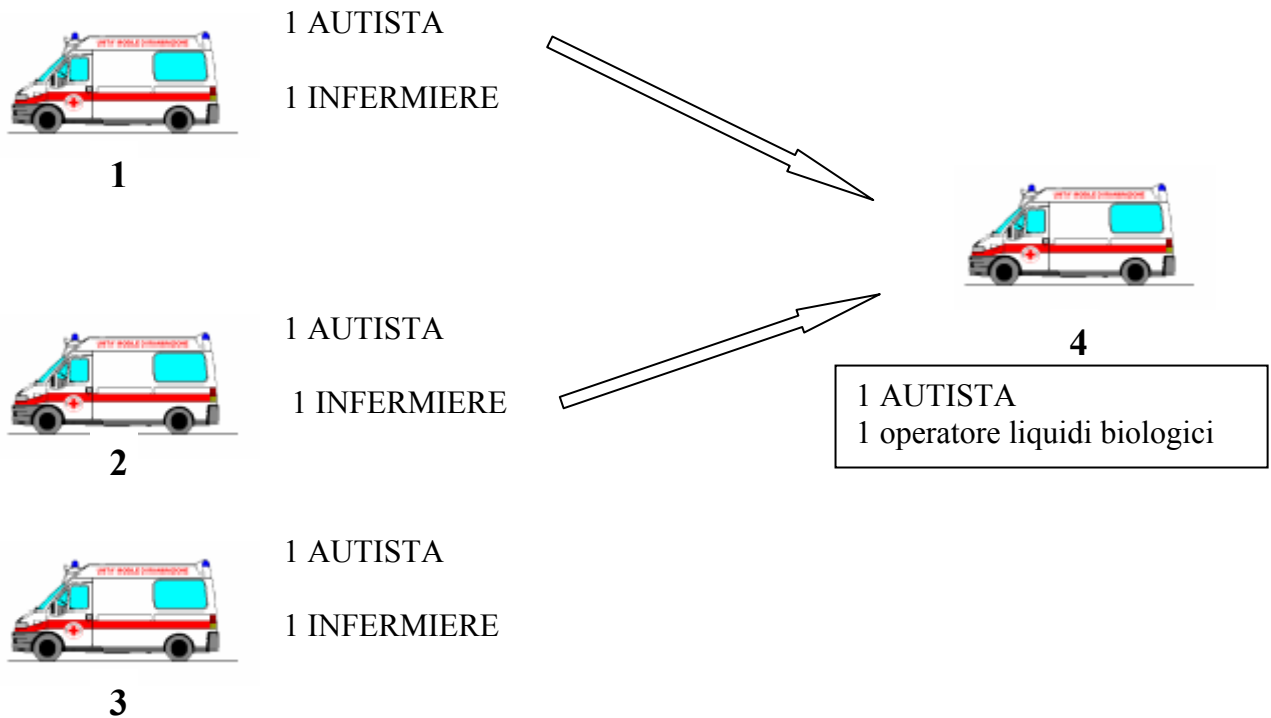 1 AUTISTA
1 INFERMIERE
1
1 AUTISTA
1 INFERMIERE
2
1 AUTISTA
1 INFERMIERE
3
4
1 AUTISTA
1 operatore liquidi biologici